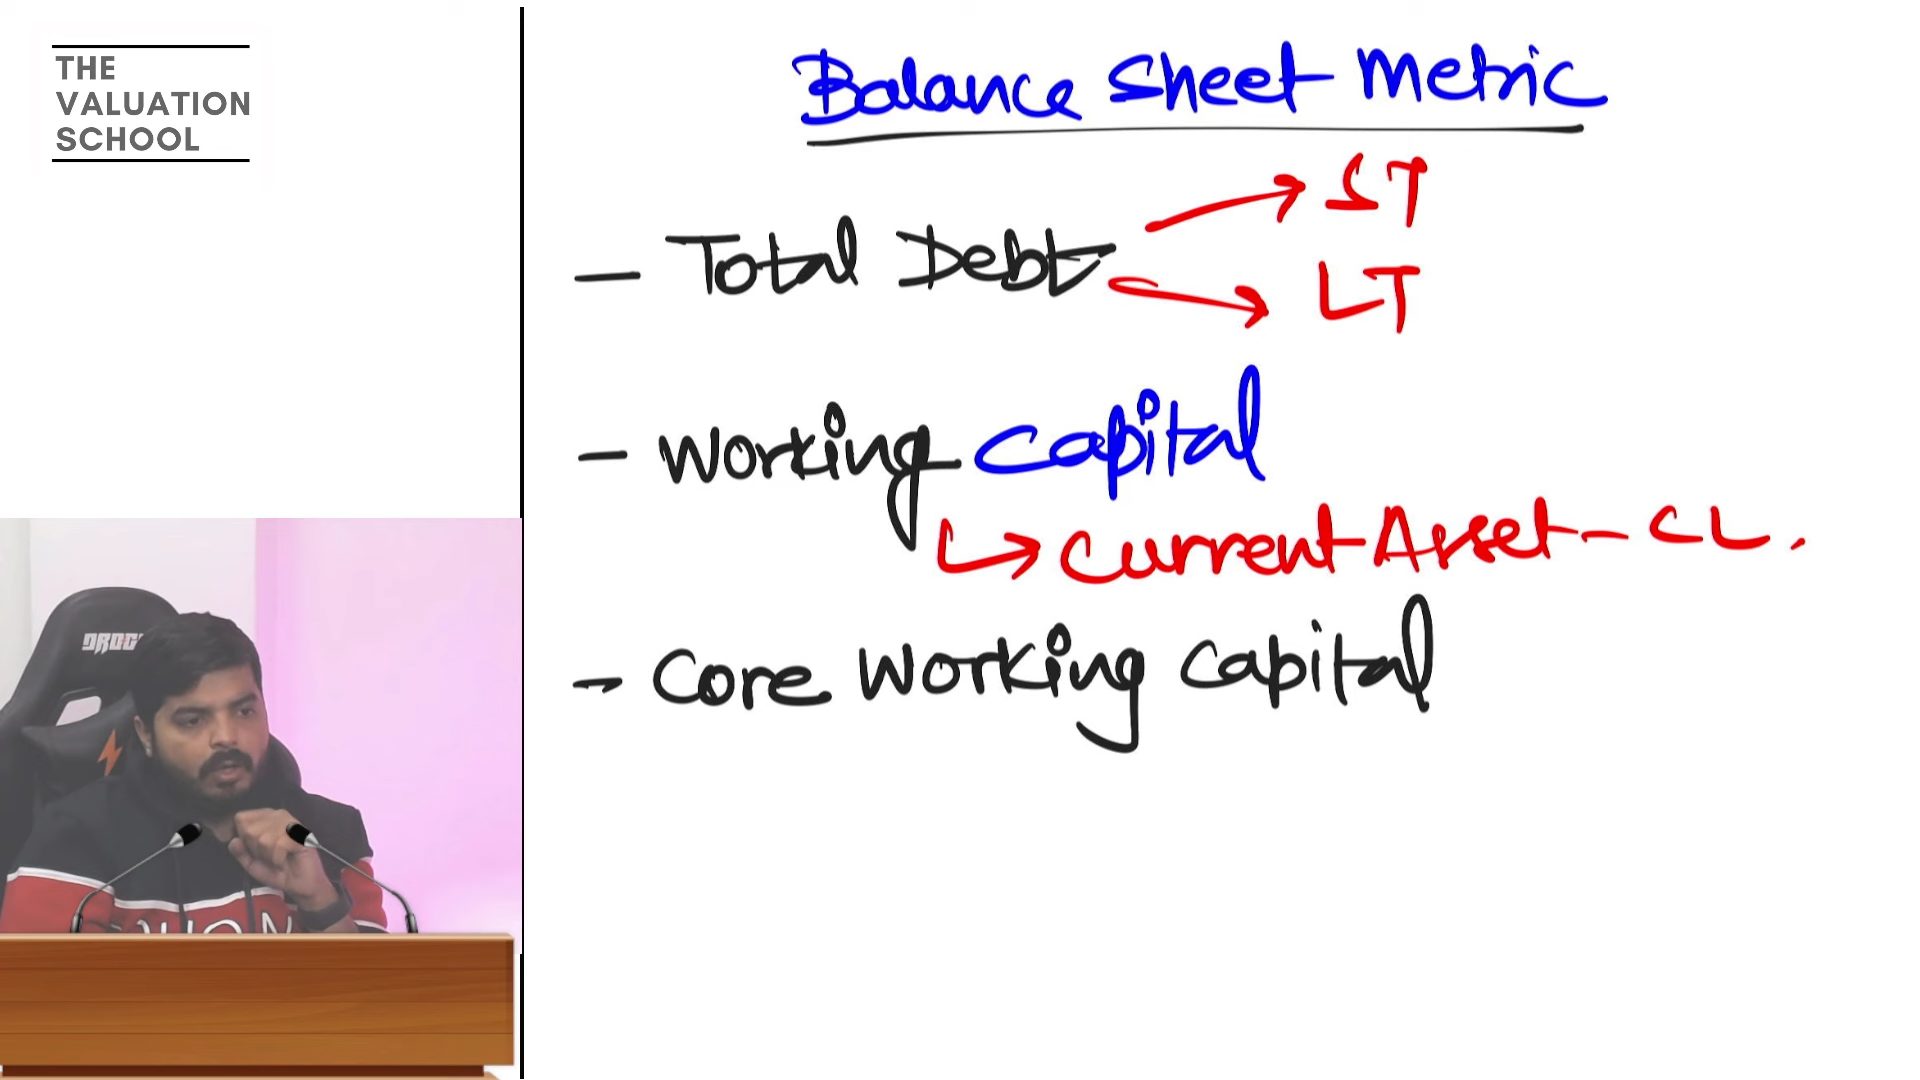 THE
VALUATION
SCHOOL
Balance Sheet Metric
- Total Debt → ST
→ LT
- Working Capital
↳ Current Asset - CL.
- Core Working Capital